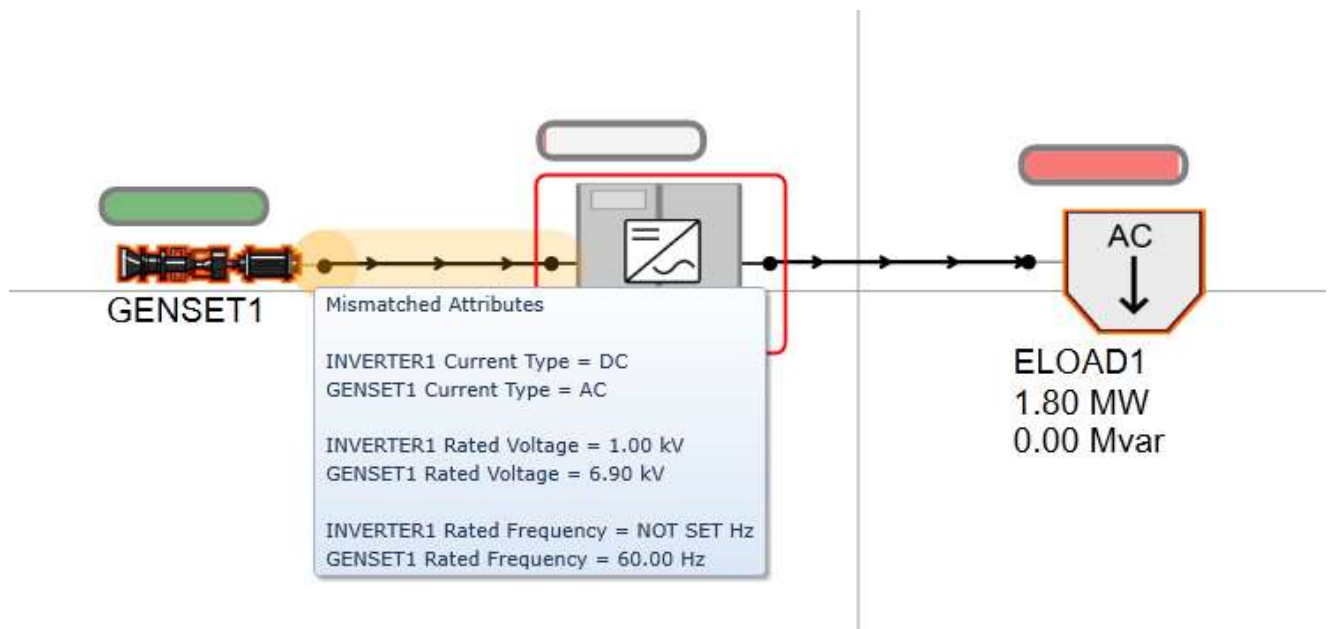 GENSET1
Mismatched Attributes
INVERTER1 Current Type = DC
GENSET1 Current Type = AC
INVERTER1 Rated Voltage = 1.00 kV
GENSET1 Rated Voltage = 6.90 kV
INVERTER1 Rated Frequency = NOT SET Hz
GENSET1 Rated Frequency = 60.00 Hz
AC
ELOAD1
1.80 MW
0.00 Mvar